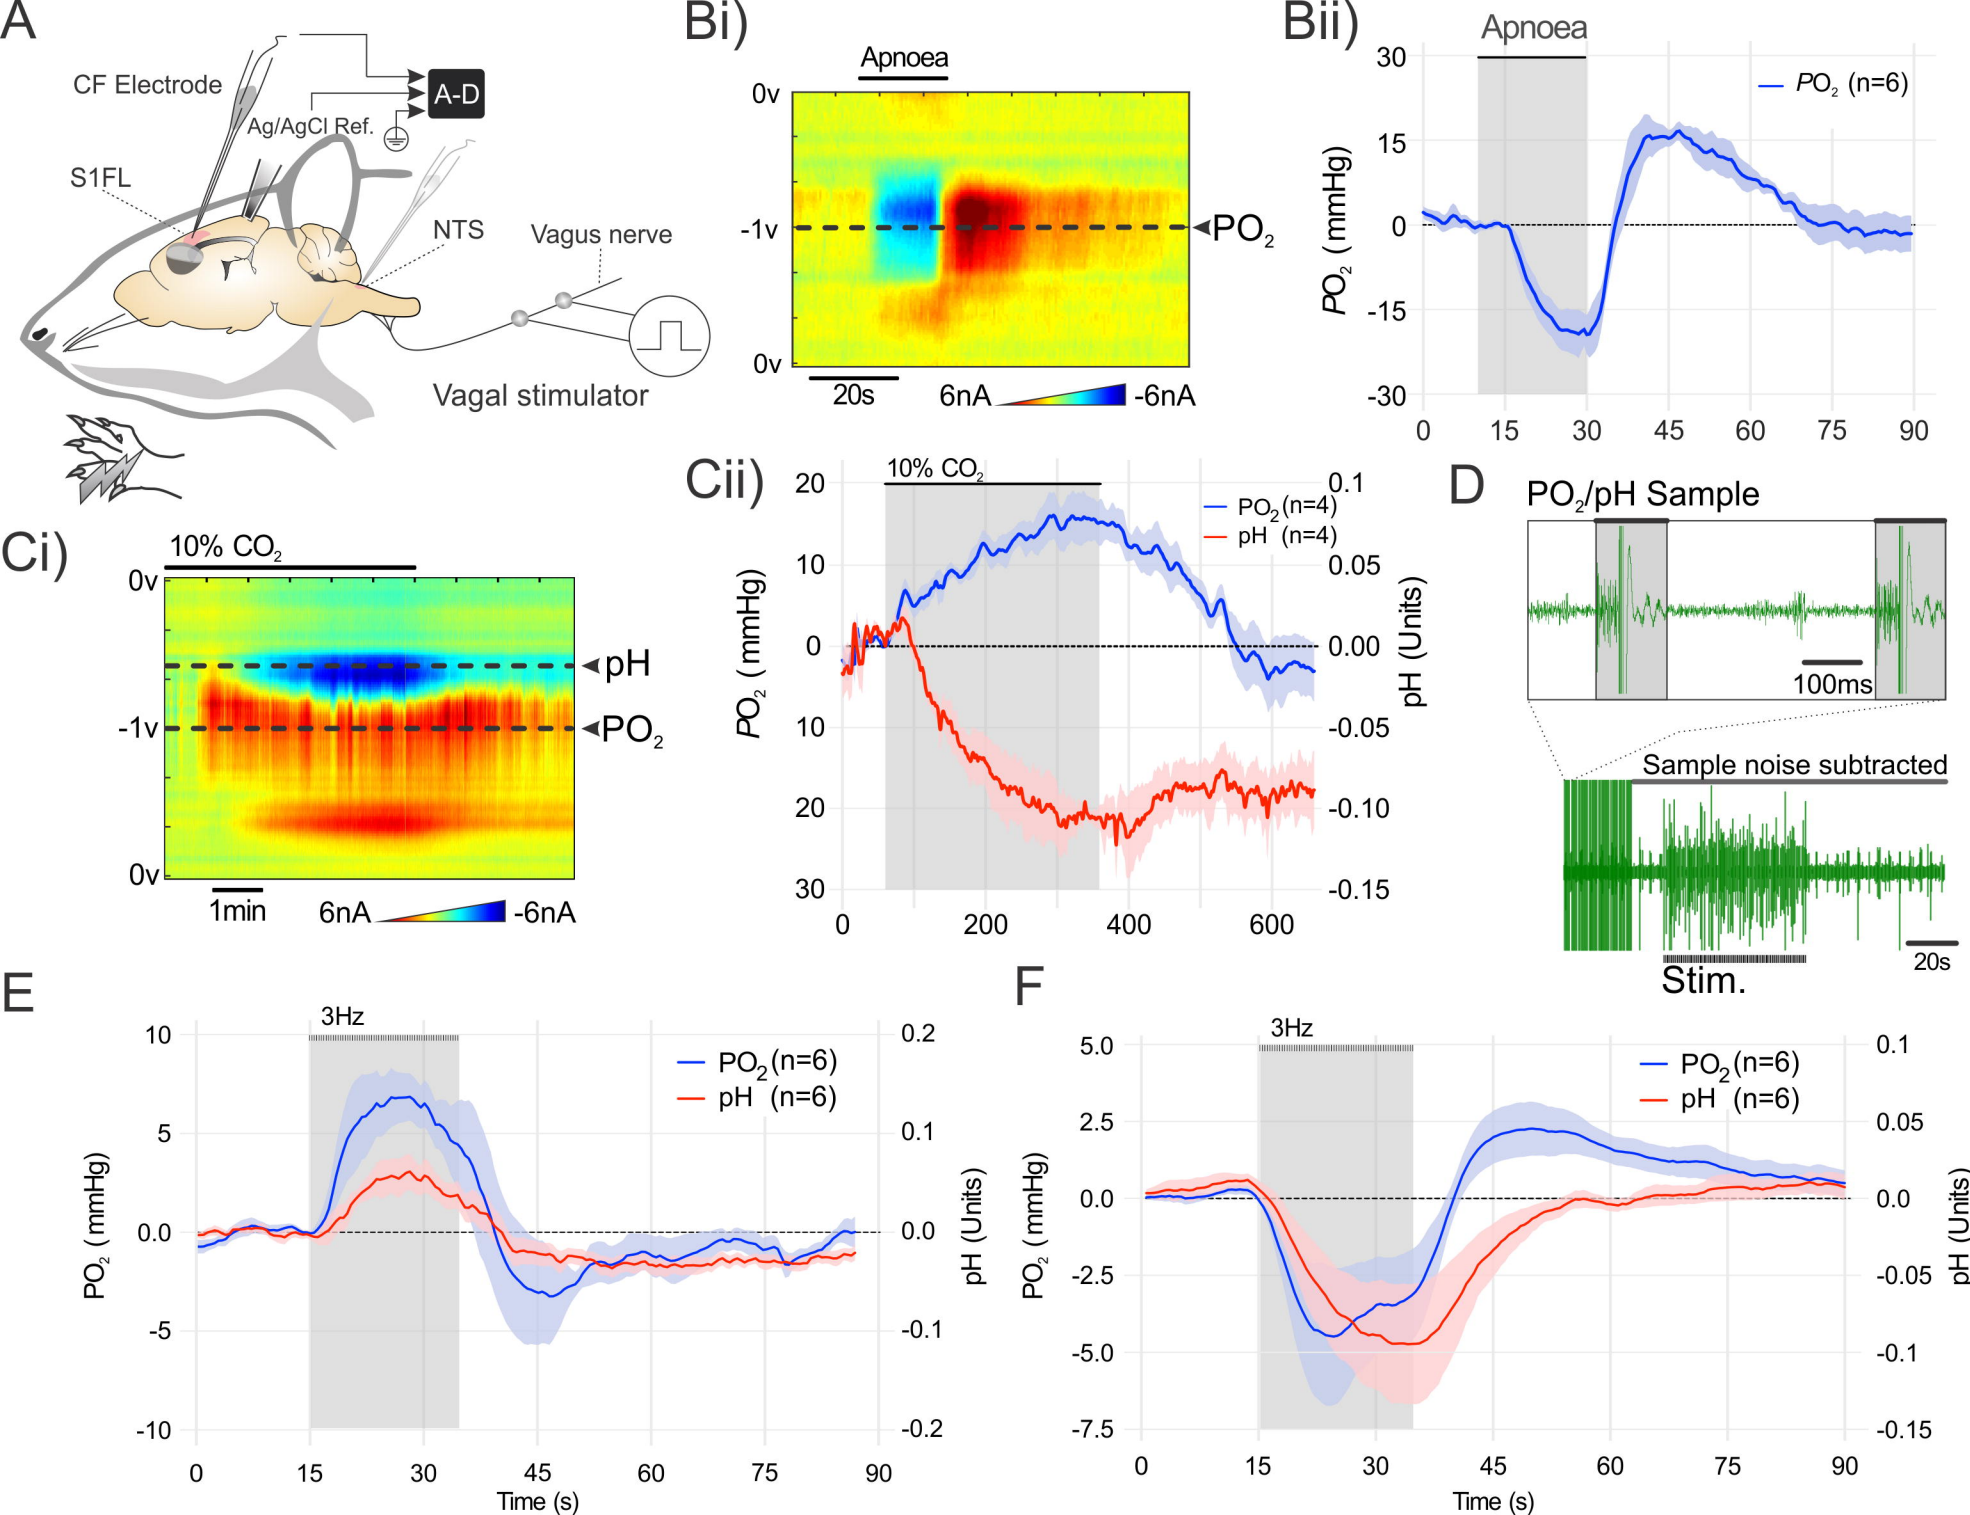 A
CF Electrode
A-D
Ag/AgCl Ref.
S1FL
NTS
Vagus nerve
Vagal stimulator
Bi)
Apnoea
0v
-1v
0v
PO2
20s
6nA
-6nA
Bii)
Apnoea
PO2 (n=6)
PO2 (mmHg)
30
15
0
-15
-30
0 15 30 45 60 75 90
Ci)
10% CO2
0v
-1v
0v
pH
PO2
1min
6nA
-6nA
Cii)
10% CO2
PO2 (n=4)
pH (n=4)
PO2 (mmHg)
20
10
0
10
20
30
pH (Units)
0.1
0.05
0.00
-0.05
-0.10
-0.15
0 200 400 600
D
PO2/pH Sample
100ms
Sample noise subtracted
20s
Stim.
E
3Hz
PO2 (n=6)
pH (n=6)
PO2 (mmHg)
10
5
0.0
-5
-10
pH (Units)
0.2
0.1
0.0
-0.1
-0.2
0 15 30 45 60 75 90
Time (s)
F
3Hz
PO2 (n=6)
pH (n=6)
PO2 (mmHg)
5.0
2.5
0.0
-2.5
-5.0
-7.5
pH (Units)
0.1
0.05
0.0
-0.05
-0.1
-0.15
0 15 30 45 60 75 90
Time (s)